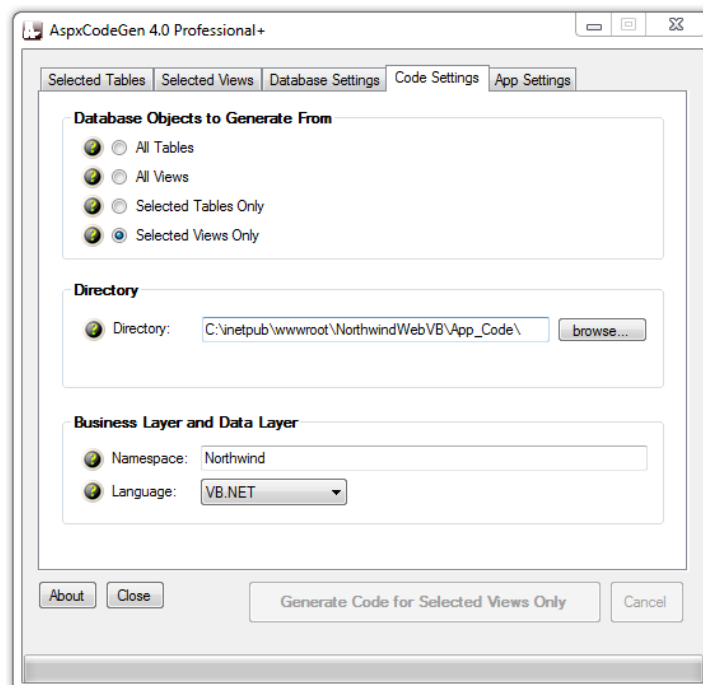 AspxCodeGen 4.0 Professional+
Selected Tables Selected Views Database Settings Code Settings App Settings
Database Objects to Generate From
All Tables
All Views
Selected Tables Only
Selected Views Only
Directory
Directory: C:\inetpub\wwwroot\NorthwindWebVB\App_Code\ browse...
Business Layer and Data Layer
Namespace: Northwind
Language: VB.NET
About Close Generate Code for Selected Views Only Cancel